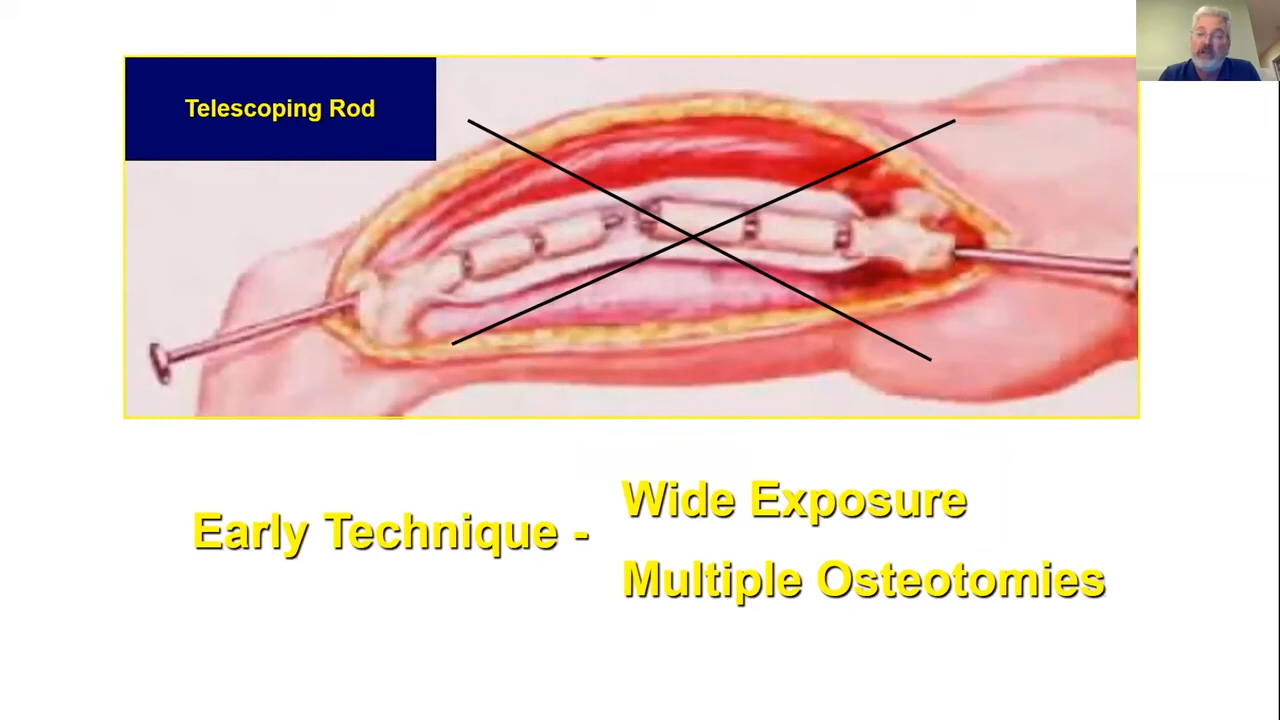 Telescoping Rod
Early Technique -
Wide Exposure
Multiple Osteotomies